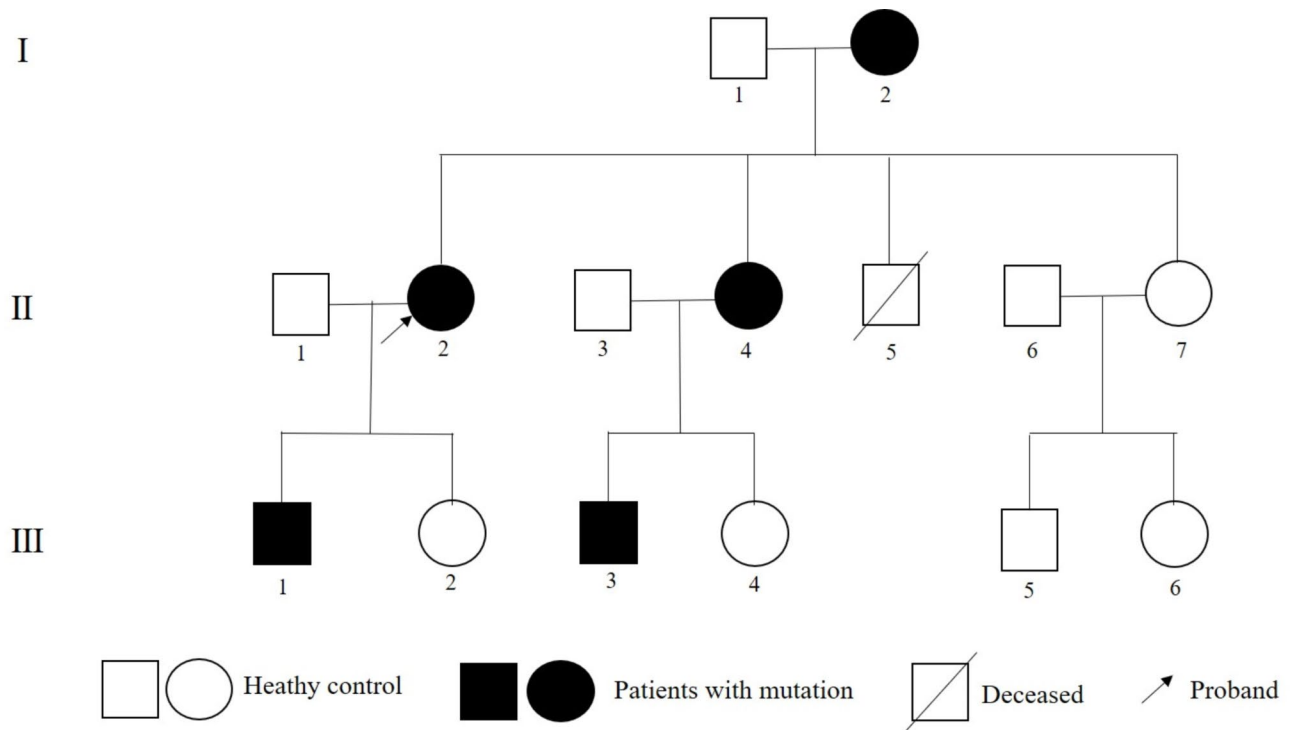 I
1 2
II
1 2 3 4 5 6 7
III
1 2 3 4 5 6
Heathy control Patients with mutation Deceased Proband